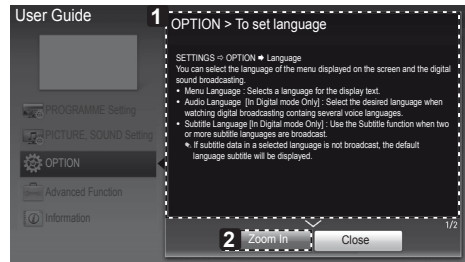 User Guide
1
OPTION > To set language
SETTINGS ⇨ OPTION ➡ Language
You can select the language of the menu displayed on the screen and the digital
sound broadcasting.
• Menu Language : Selects a language for the display text.
• Audio Language [In Digital mode Only] : Select the desired language when
watching digital broadcasting containg several voice languages.
• Subtitle Language [In Digital mode Only] : Use the Subtitle function when two
or more subtitle languages are broadcast.
If subtitle data in a selected language is not broadcast, the default
language subtitle will be displayed.
PROGRAMME Setting
PICTURE, SOUND Setting
OPTION
Advanced Function
Information
1/2
2
Zoom In
Close